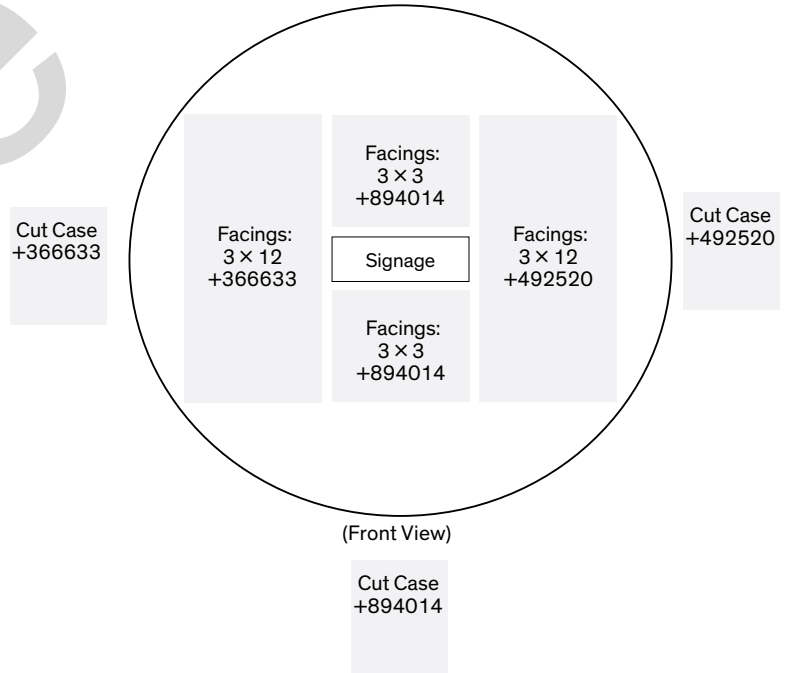 Facings:
3 × 3
+894014
Cut Case
+366633
Facings:
3 × 12
+366633
Signage
Facings:
3 × 12
+492520
Cut Case
+492520
Facings:
3 × 3
+894014
(Front View)
Cut Case
+894014